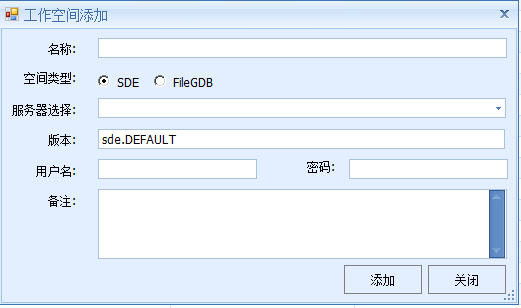 工作空间添加
名称:
空间类型: SDE FileGDB
服务器选择:
版本: sde.DEFAULT
用户名: 密码:
备注:
添加 关闭